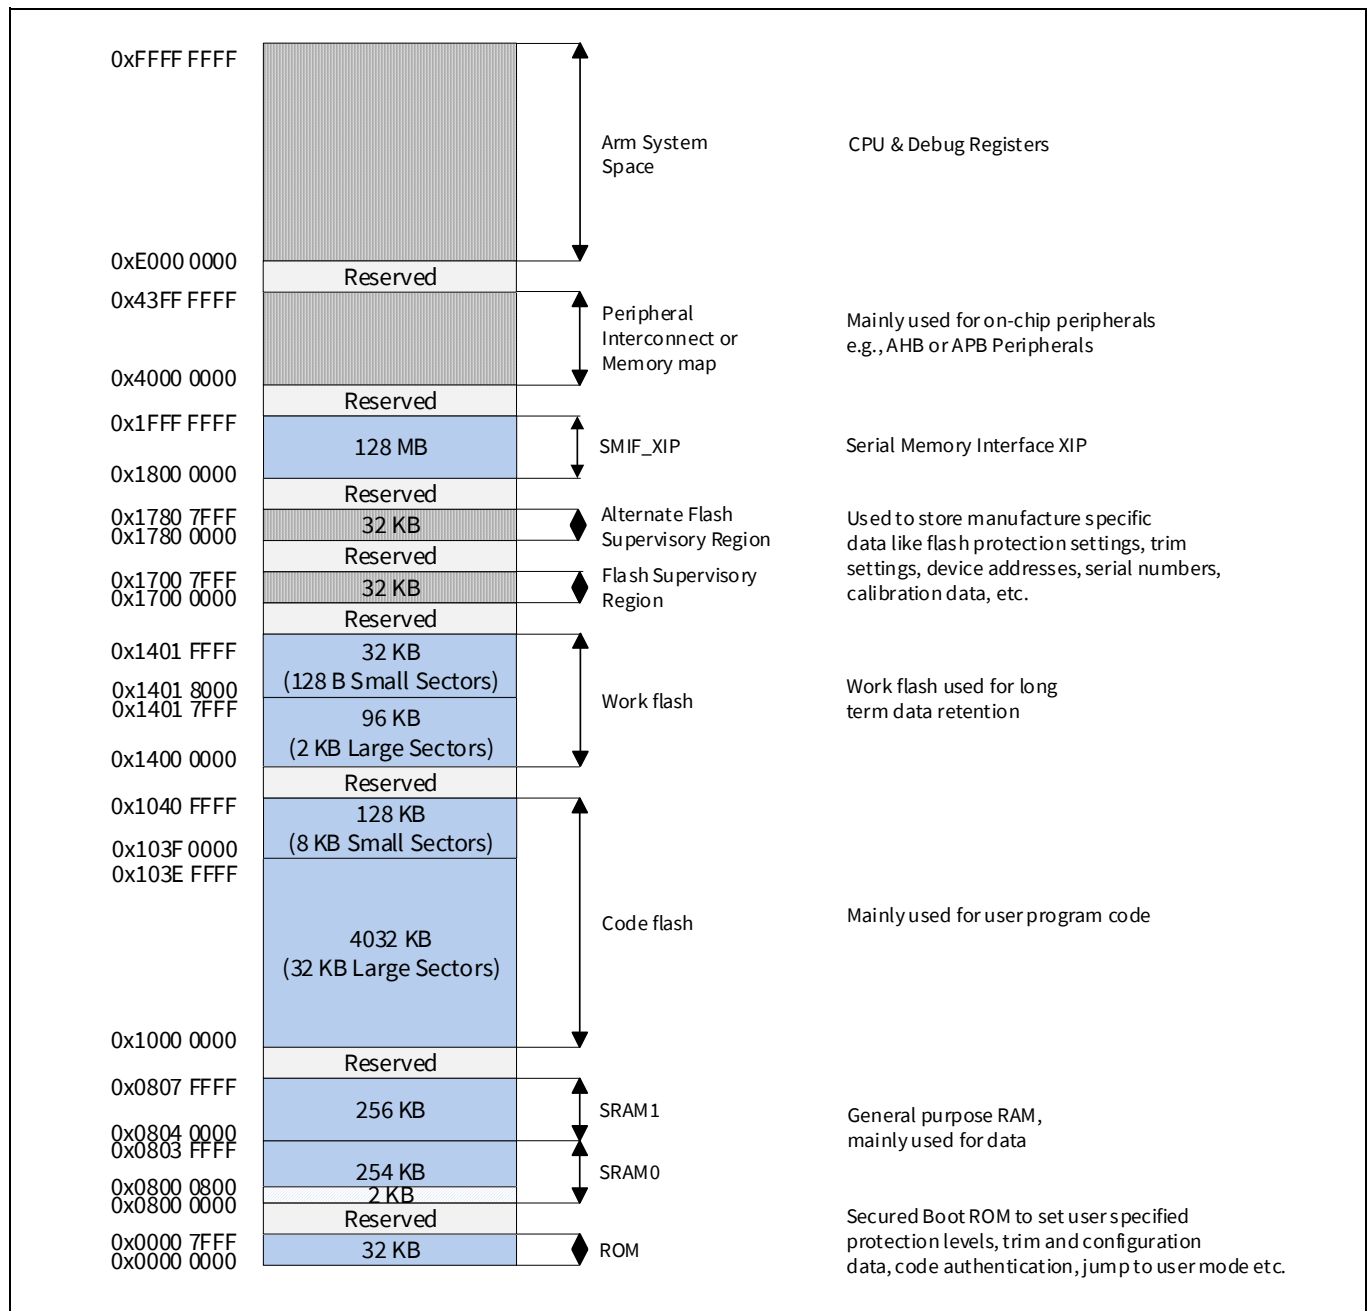 0xFFFF FFFF
Arm System
Space
CPU & Debug Registers
0xE000 0000
Reserved
0x43FF FFFF
Peripheral
Interconnect or
Memory map
Mainly used for on-chip peripherals
e.g., AHB or APB Peripherals
0x4000 0000
Reserved
0x1FFF FFFF
128 MB
SMIF_XIP
Serial Memory Interface XIP
0x1800 0000
Reserved
0x1780 7FFF
32 KB
0x1780 0000
Alternate Flash
Supervisory Region
Used to store manufacture specific
data like flash protection settings, trim
settings, device addresses, serial numbers,
calibration data, etc.
Reserved
0x1700 7FFF
32 KB
0x1700 0000
Flash Supervisory
Region
Reserved
0x1401 FFFF
32 KB
(128 B Small Sectors)
0x1401 8000
0x1401 7FFF
Work flash
Work flash used for long
term data retention
96 KB
(2 KB Large Sectors)
0x1400 0000
Reserved
0x1040 FFFF
128 KB
(8 KB Small Sectors)
0x103F 0000
0x103E FFFF
Code flash
Mainly used for user program code
4032 KB
(32 KB Large Sectors)
0x1000 0000
Reserved
0x0807 FFFF
256 KB
SRAM1
General purpose RAM,
mainly used for data
0x0804 0000
0x0803 FFFF
254 KB
SRAM0
0x0800 0800
2 KB
0x0800 0000
Reserved
0x0000 7FFF
32 KB
0x0000 0000
ROM
Secured Boot ROM to set user specified
protection levels, trim and configuration
data, code authentication, jump to user mode etc.